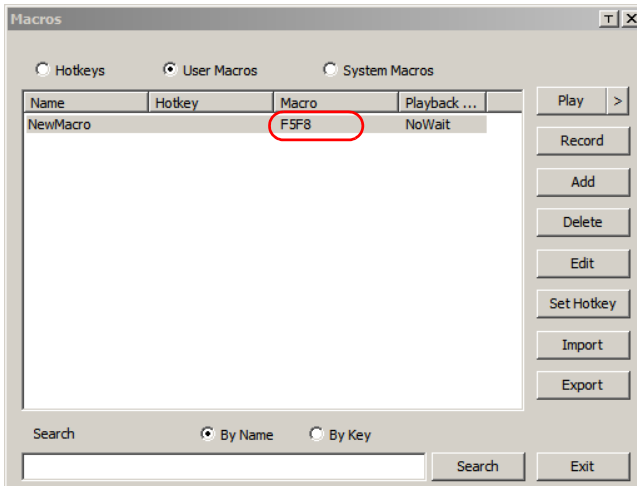 Macros T X
Hotkeys User Macros System Macros
Name Hotkey Macro Playback ...
NewMacro F5F8 NoWait
Play >
Record
Add
Delete
Edit
Set Hotkey
Import
Export
Search By Name By Key
Search Exit